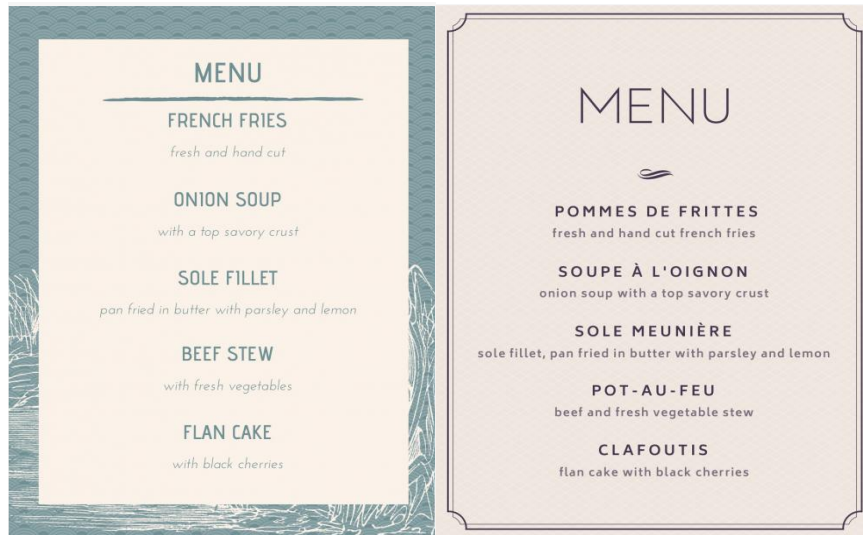 MENU
FRENCH FRIES
fresh and hand cut
ONION SOUP
with a top savory crust
SOLE FILLET
pan fried in butter with parsley and lemon
BEEF STEW
with fresh vegetables
FLAN CAKE
with black cherries
MENU
POMMES DE FRITTES
fresh and hand cut french fries
SOUPE À L'OIGNON
onion soup with a top savory crust
SOLE MEUNIÈRE
sole fillet, pan fried in butter with parsley and lemon
POT-AU-FEU
beef and fresh vegetable stew
CLAFOUTIS
flan cake with black cherries